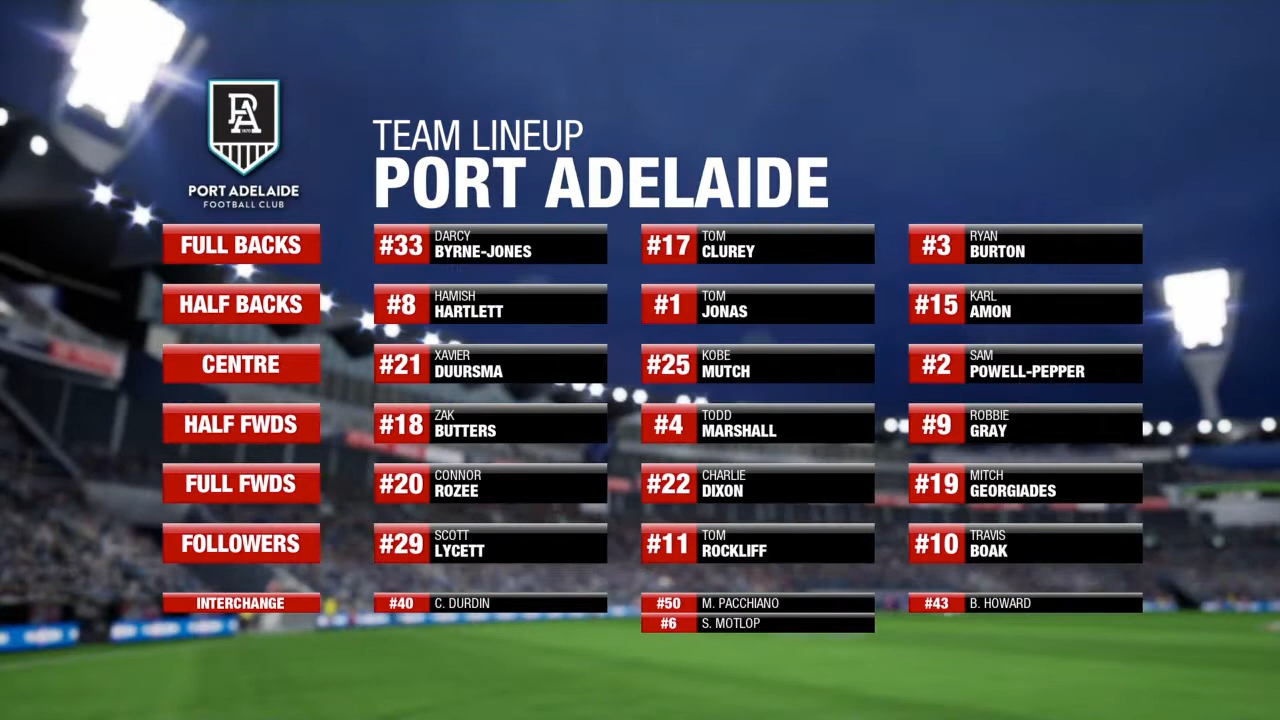 PA
1870
PORT ADELAIDE
FOOTBALL CLUB
TEAM LINEUP
PORT ADELAIDE
FULL BACKS
#33 DARCY BYRNE-JONES
#17 TOM CLUREY
#3 RYAN BURTON
HALF BACKS
#8 HAMISH HARTLETT
#1 TOM JONAS
#15 KARL AMON
CENTRE
#21 XAVIER DUURSMA
#25 KOBE MUTCH
#2 SAM POWELL-PEPPER
HALF FWDS
#18 ZAK BUTTERS
#4 TODD MARSHALL
#9 ROBBIE GRAY
FULL FWDS
#20 CONNOR ROZEE
#22 CHARLIE DIXON
#19 MITCH GEORGIADES
FOLLOWERS
#29 SCOTT LYCETT
#11 TOM ROCKLIFF
#10 TRAVIS BOAK
INTERCHANGE
#40 C. DURDIN
#50 M. PACCHIANO
#43 B. HOWARD
#6 S. MOTLOP